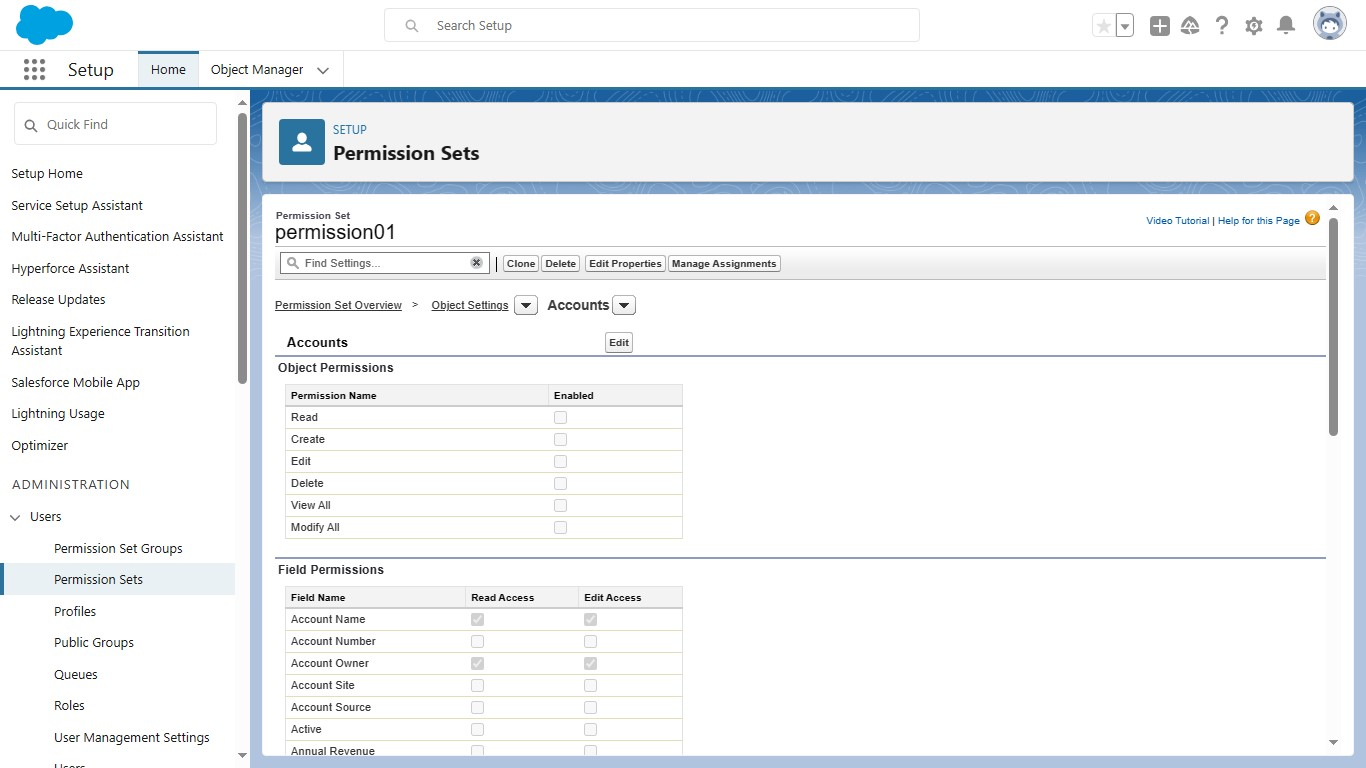 Search Setup
Setup
Home
Object Manager
Quick Find
Setup Home
Service Setup Assistant
Multi-Factor Authentication Assistant
Hyperforce Assistant
Release Updates
Lightning Experience Transition
Assistant
Salesforce Mobile App
Lightning Usage
Optimizer
ADMINISTRATION
Users
Permission Set Groups
Permission Sets
Profiles
Public Groups
Queues
Roles
User Management Settings
Users
SETUP
Permission Sets
Permission Set
permission01
Video Tutorial | Help for this Page ?
Find Settings...
Clone Delete Edit Properties Manage Assignments
Permission Set Overview > Object Settings Accounts
Accounts Edit
Object Permissions
Permission Name Enabled
Read
Create
Edit
Delete
View All
Modify All
Field Permissions
Field Name Read Access Edit Access
Account Name
Account Number
Account Owner
Account Site
Account Source
Active
Annual Revenue